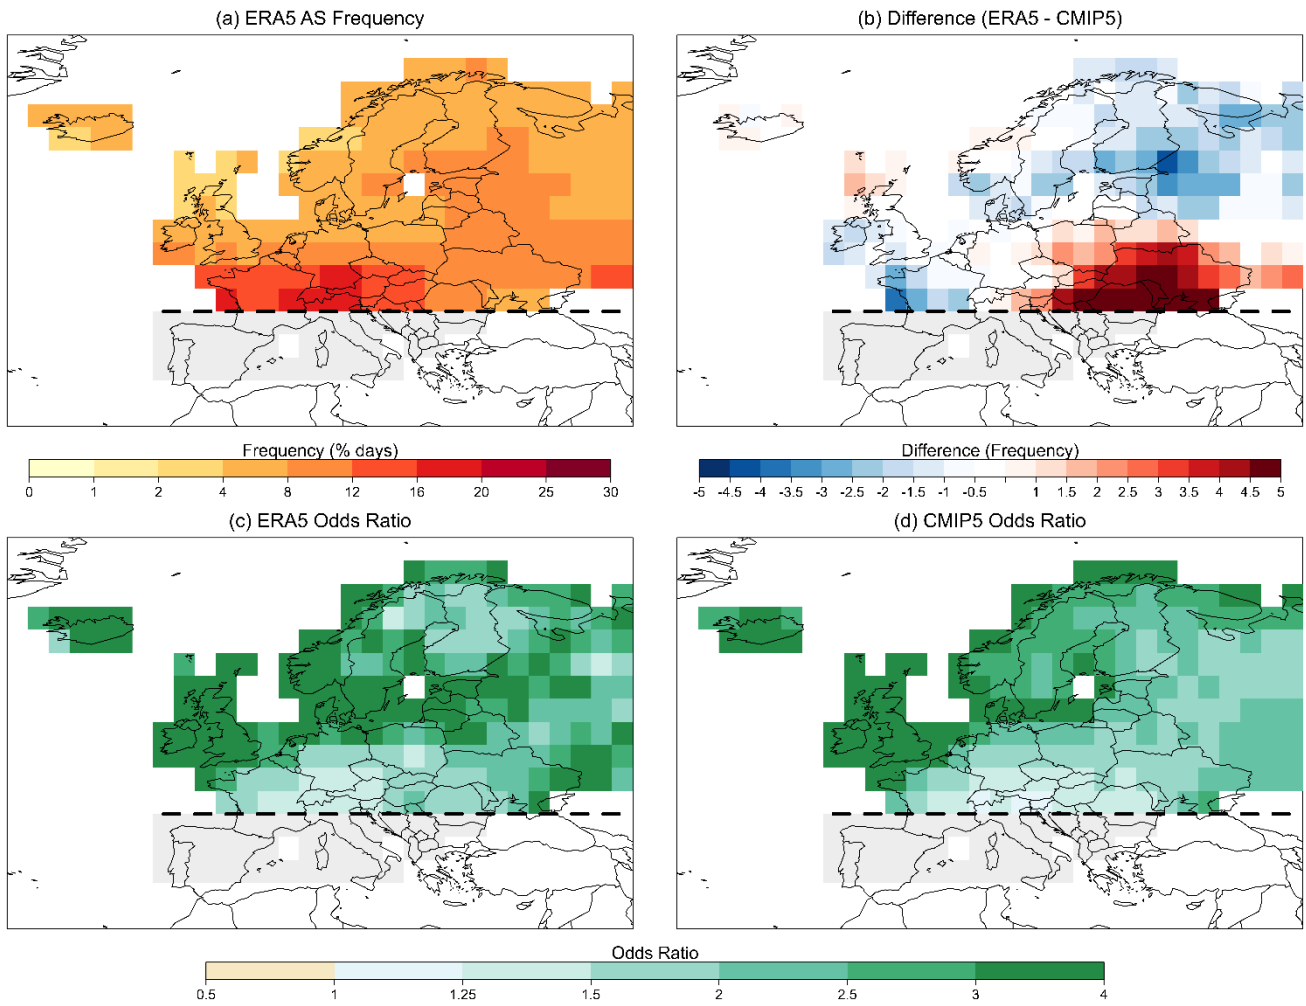 (a) ERA5 AS Frequency
(b) Difference (ERA5 - CMIP5)
Frequency (% days)
0 1 2 4 8 12 16 20 25 30
Difference (Frequency)
-5 -4.5 -4 -3.5 -3 -2.5 -2 -1.5 -1 -0.5 1 1.5 2 2.5 3 3.5 4 4.5 5
(c) ERA5 Odds Ratio
(d) CMIP5 Odds Ratio
Odds Ratio
0.5 1 1.25 1.5 2 2.5 3 4